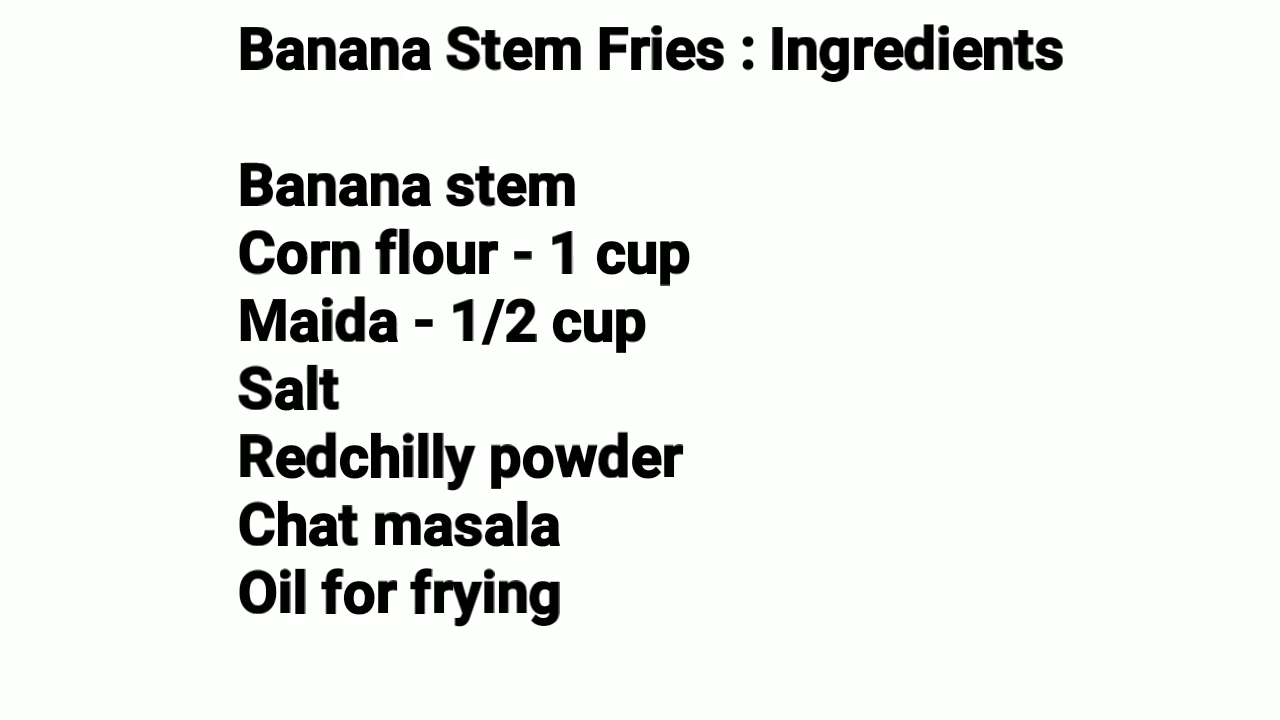 Banana Stem Fries : Ingredients
Banana stem
Corn flour - 1 cup
Maida - 1/2 cup
Salt
Redchilly powder
Chat masala
Oil for frying